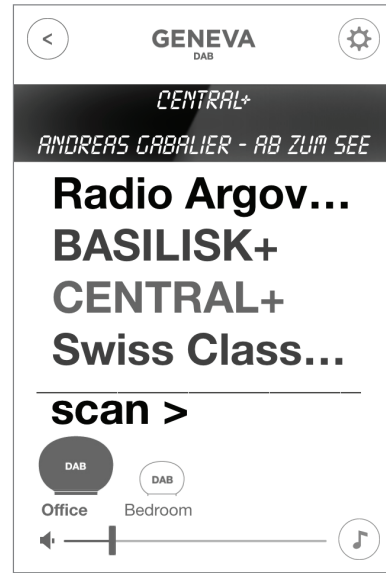 <
GENEVA
DAB
CENTRAL+
ANDREAS GABALIER - AB ZUM SEE
Radio Argov...
BASILISK+
CENTRAL+
Swiss Class...
scan >
DAB DAB
Office Bedroom